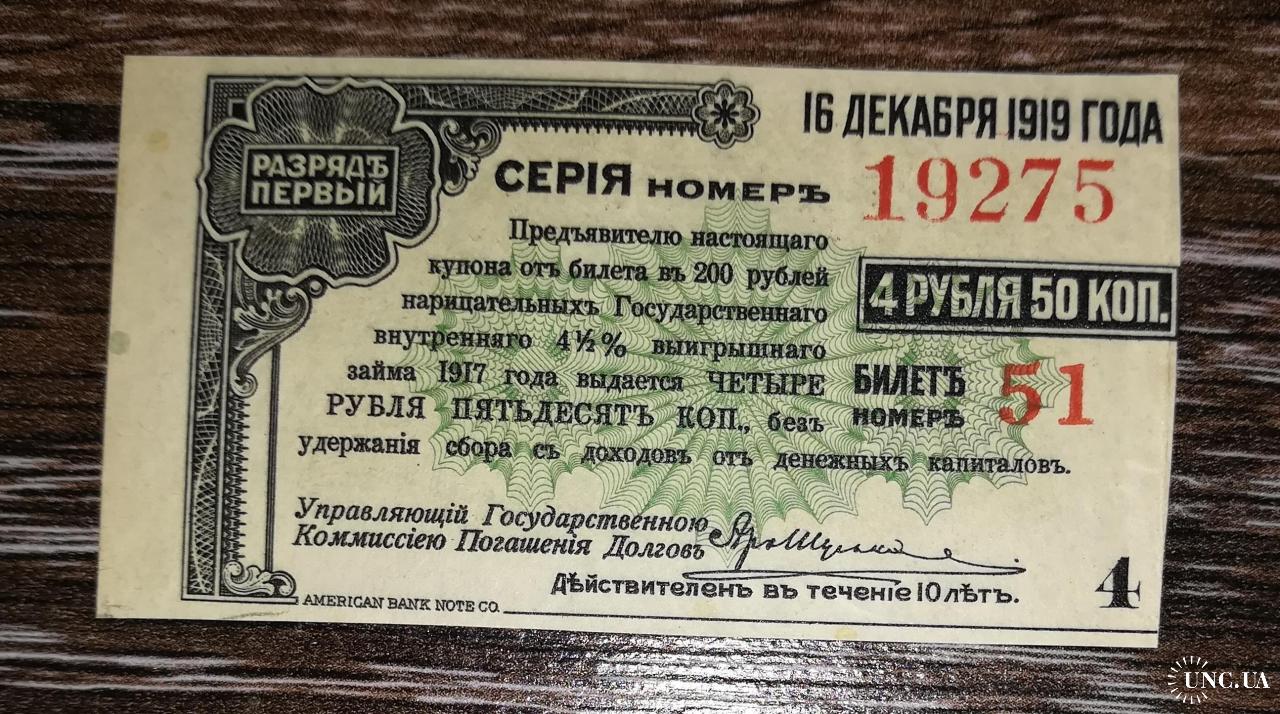 16 ДЕКАБРЯ 1919 ГОДА
РАЗРЯДЪ
ПЕРВЫЙ
СЕРІЯ НОМЕРЪ 19275
Предъявителю настоящаго
купона отъ билета въ 200 рублей
нарицательныхъ Государственнаго
внутренняго 4½% выигрышнаго
займа 1917 года выдается ЧЕТЫРЕ
РУБЛЯ ПЯТЬДЕСЯТЪ КОП., безъ
удержанія сбора съ доходовъ отъ денежныхъ капиталовъ.
4 РУБЛЯ 50 КОП.
БИЛЕТЪ
НОМЕРЪ 51
Управляющій Государственною
Коммиссіею Погашенія Долговъ
Дѣйствителенъ въ теченіе 10 лѣтъ.
4
AMERICAN BANK NOTE CO.
UNC.UA